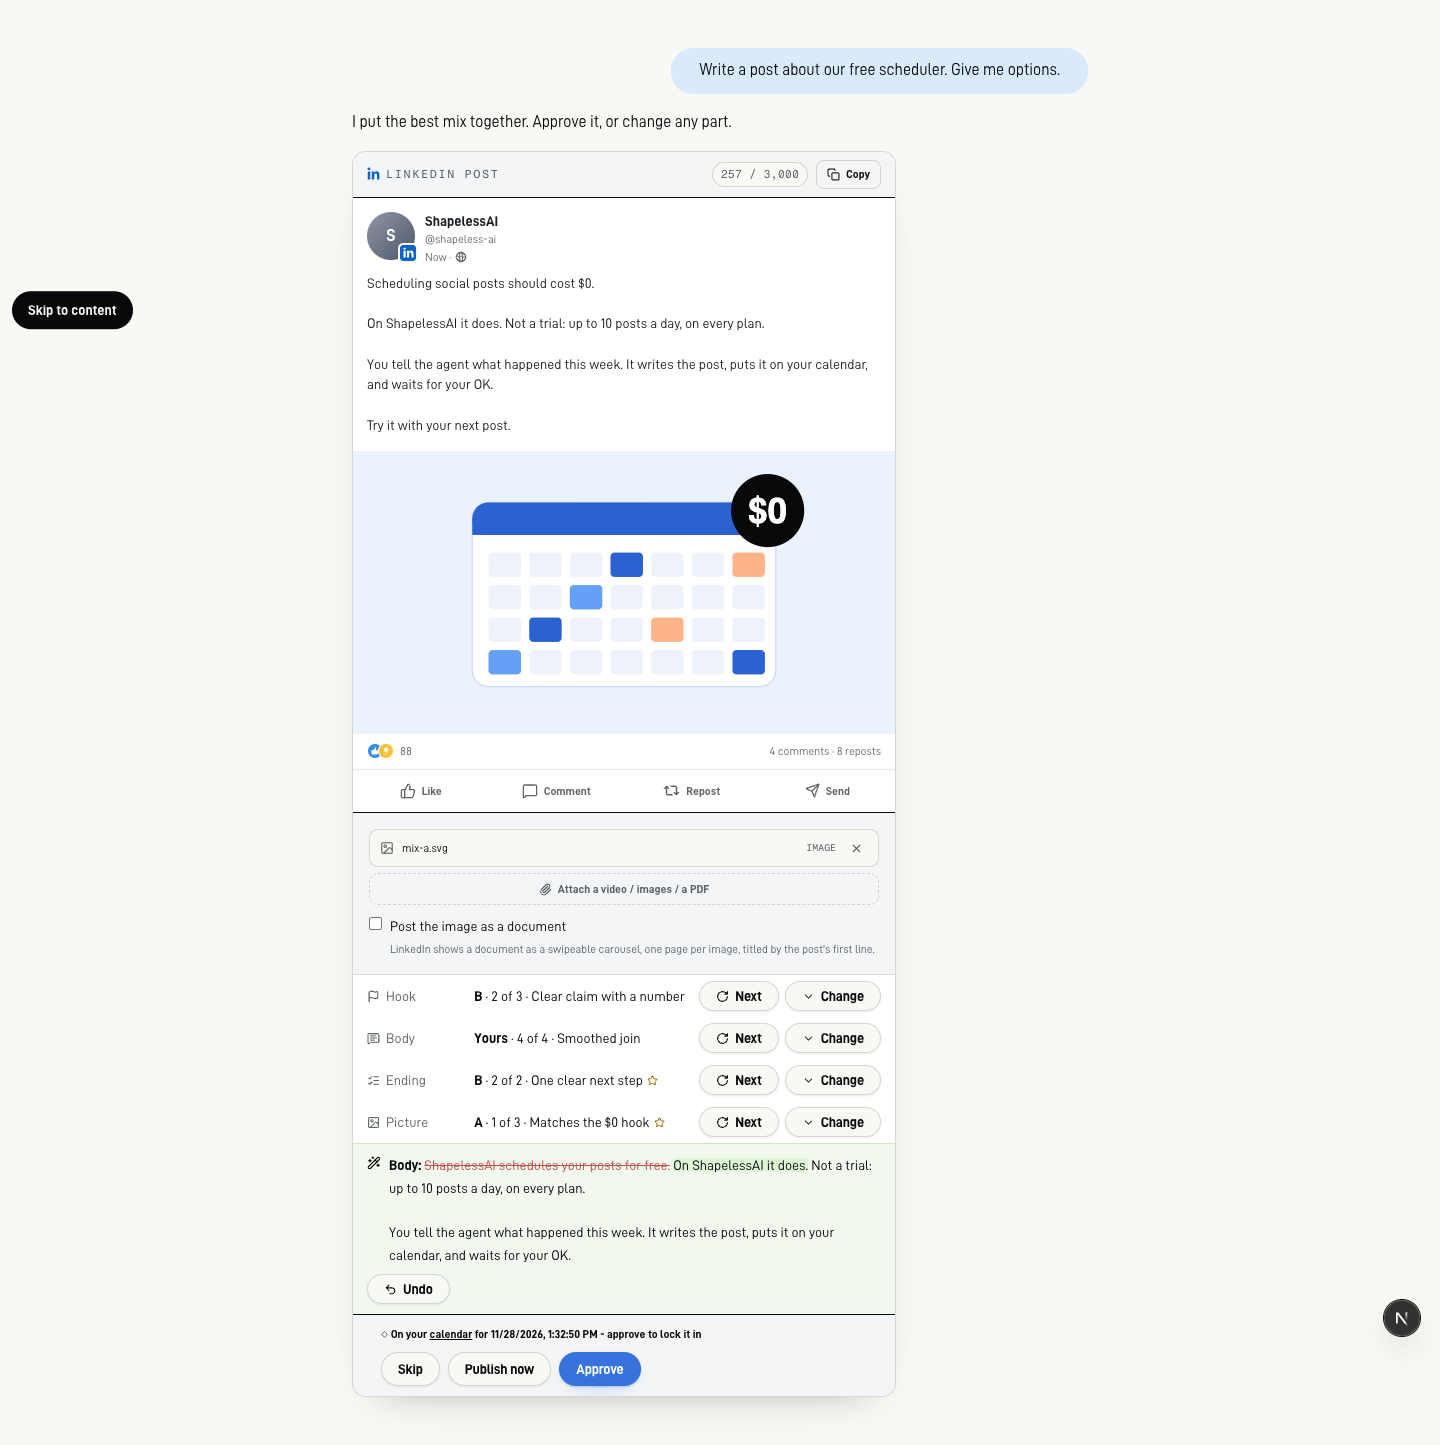 Write a post about our free scheduler. Give me options.
I put the best mix together. Approve it, or change any part.
in LINKEDIN POST
257 / 3,000
Copy
S
in
ShapelessAI
@shapeless-ai
Now ·
Scheduling social posts should cost $0.
On ShapelessAI it does. Not a trial: up to 10 posts a day, on every plan.
Skip to content
You tell the agent what happened this week. It writes the post, puts it on your calendar,
and waits for your OK.
Try it with your next post.
$0
88
4 comments · 8 reposts
Like
Comment
Repost
Send
mix-a.svg
IMAGE
Attach a video / images / a PDF
Post the image as a document
LinkedIn shows a document as a swipeable carousel, one page per image, titled by the post's first line.
Hook
B · 2 of 3 · Clear claim with a number
Next
Change
Body
Yours · 4 of 4 · Smoothed join
Next
Change
Ending
B · 2 of 2 · One clear next step
Next
Change
Picture
A · 1 of 3 · Matches the $0 hook
Next
Change
Body: ShapelessAI schedules your posts for free. On ShapelessAI it does. Not a trial:
up to 10 posts a day, on every plan.
You tell the agent what happened this week. It writes the post, puts it on your
calendar, and waits for your OK.
Undo
On your calendar for 11/28/2026, 1:32:50 PM - approve to lock it in
Skip
Publish now
Approve
N